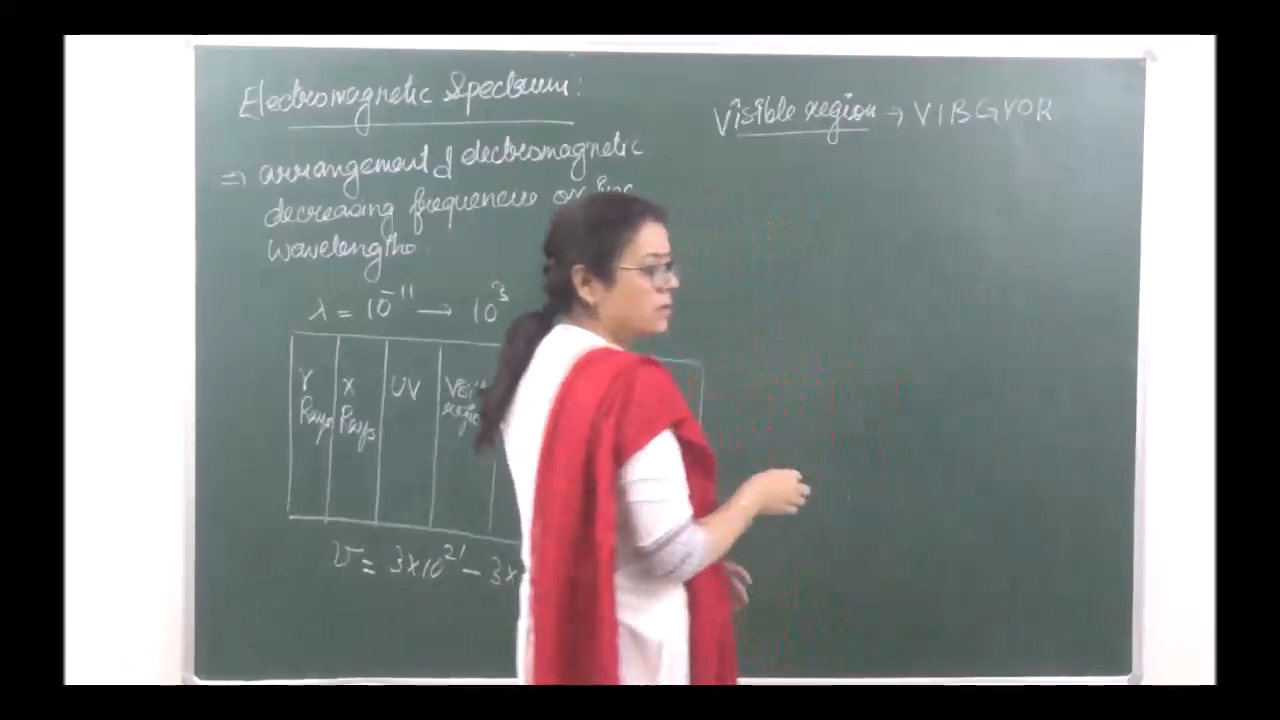 Electromagnetic Spectrum:
⇒ arrangement of electromagnetic
decreasing frequencies or
wavelengths.
λ = 10⁻¹¹ → 10³
γ Rays
X Rays
UV
ν = 3×10²¹ – 3×
Visible region → VIBGYOR